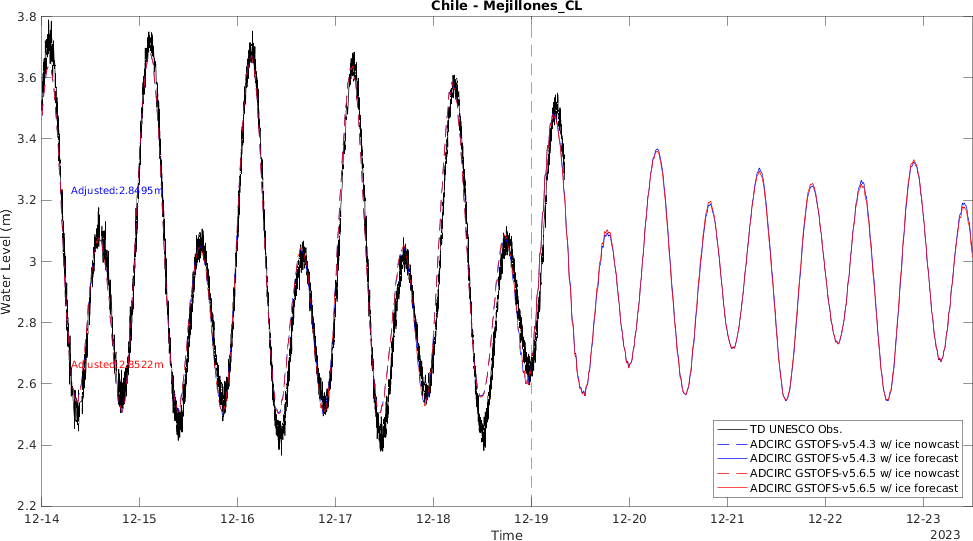 Chile - Mejillones_CL
3.8
3.6
3.4
3.2
3
2.8
2.6
2.4
2.2
Water Level (m)
Adjusted:2.8495m
Adjusted:2.8522m
TD UNESCO Obs.
ADCIRC GSTOFS-v5.4.3 w/ ice nowcast
ADCIRC GSTOFS-v5.4.3 w/ ice forecast
ADCIRC GSTOFS-v5.6.5 w/ ice nowcast
ADCIRC GSTOFS-v5.6.5 w/ ice forecast
12-14 12-15 12-16 12-17 12-18 12-19 12-20 12-21 12-22 12-23
Time
2023